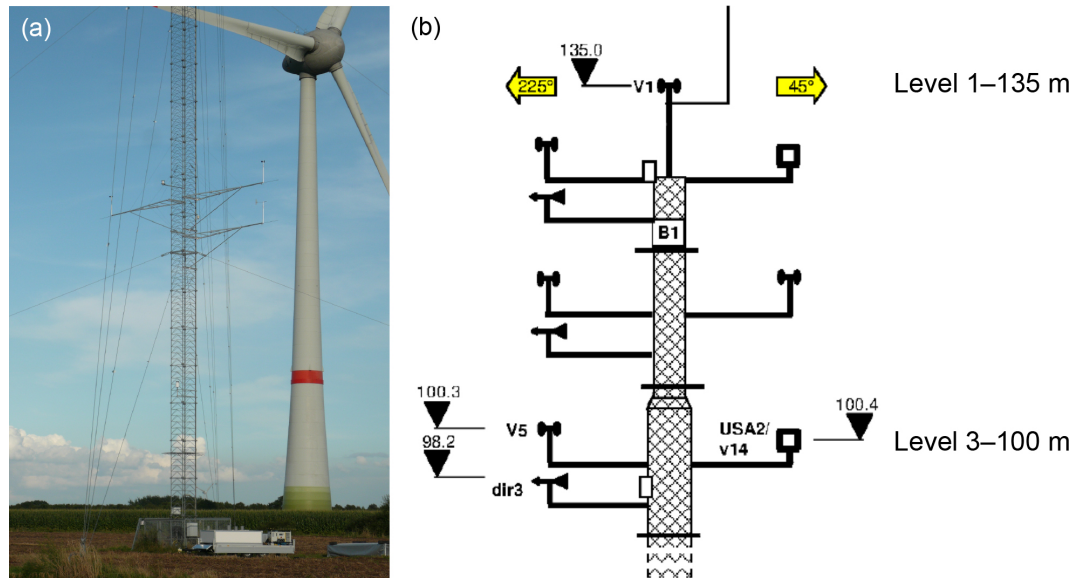 (a)
(b)
135.0
V1
225°
45°
Level 1–135 m
B1
100.3
V5
98.2
dir3
USA2/
v14
100.4
Level 3–100 m